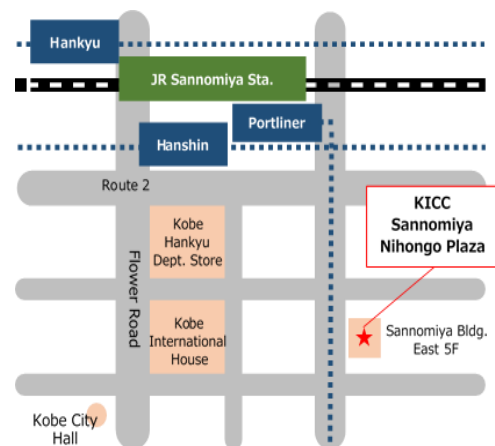 Hankyu
JR Sannomiya Sta.
Portliner
Hanshin
Route 2
KICC
Sannomiya
Nihongo Plaza
Kobe
Hankyu
Dept. Store
Flower Road
Kobe
International
House
Sannomiya Bldg.
East 5F
Kobe City
Hall